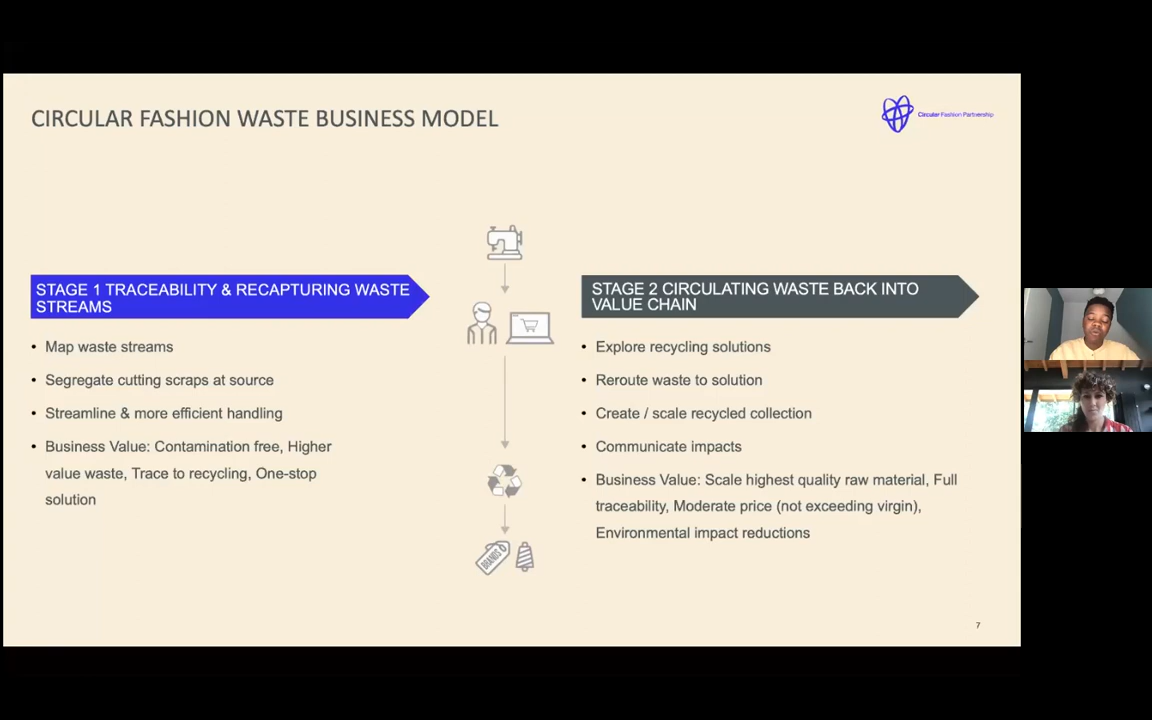 CIRCULAR FASHION WASTE BUSINESS MODEL
Circular Fashion Partnership
STAGE 1 TRACEABILITY & RECAPTURING WASTE
STREAMS
• Map waste streams
• Segregate cutting scraps at source
• Streamline & more efficient handling
• Business Value: Contamination free, Higher
value waste, Trace to recycling, One-stop
solution
BRANDS
STAGE 2 CIRCULATING WASTE BACK INTO
VALUE CHAIN
• Explore recycling solutions
• Reroute waste to solution
• Create / scale recycled collection
• Communicate impacts
• Business Value: Scale highest quality raw material, Full
traceability, Moderate price (not exceeding virgin),
Environmental impact reductions
7